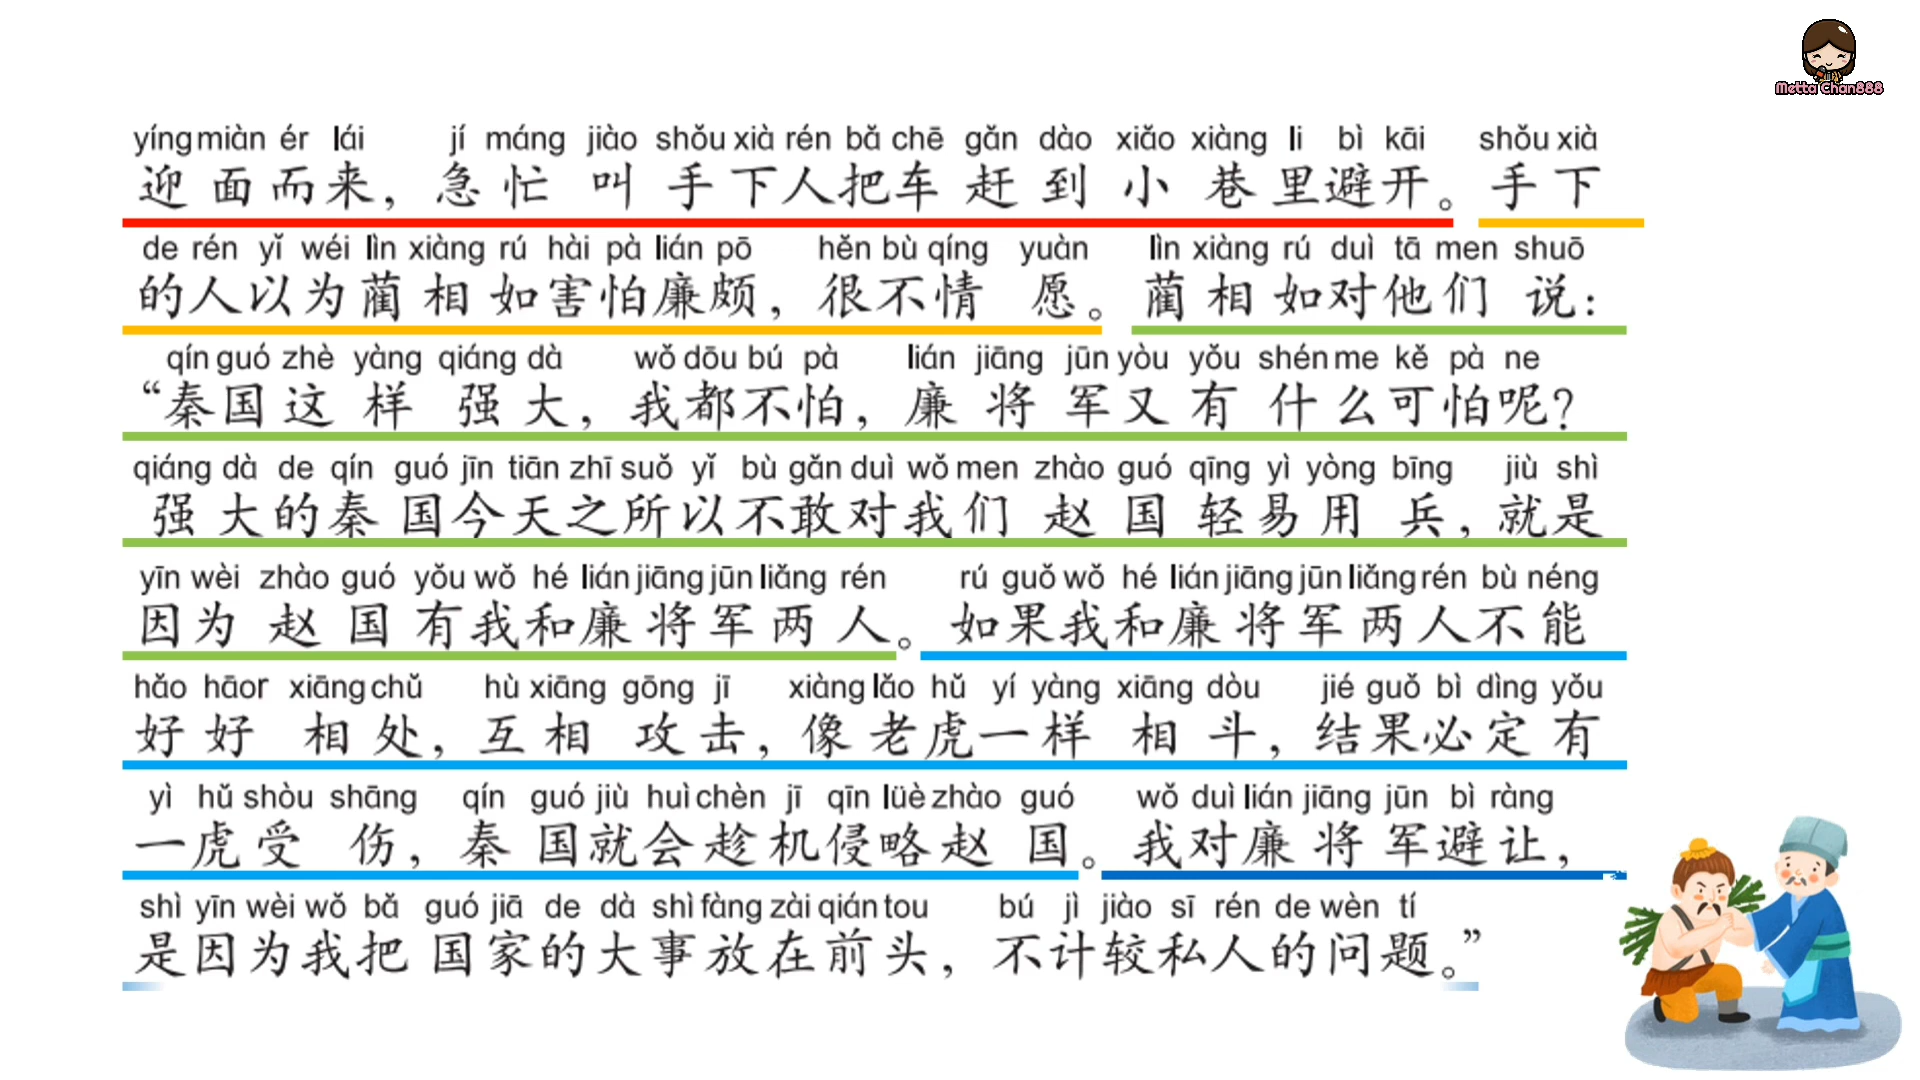 Metta Chan888
yíng miàn ér lái jí máng jiào shǒu xià rén bǎ chē gǎn dào xiǎo xiàng li bì kāi shǒu xià
迎面而来，急忙叫手下人把车赶到小巷里避开。手下
de rén yǐ wéi lìn xiàng rú hài pà lián pō hěn bù qíng yuàn lìn xiàng rú duì tā men shuō
的人以为蔺相如害怕廉颇，很不情愿。蔺相如对他们说：
qín guó zhè yàng qiáng dà wǒ dōu bú pà lián jiāng jūn yòu yǒu shén me kě pà ne
“秦国这样强大，我都不怕，廉将军又有什么可怕呢？
qiáng dà de qín guó jīn tiān zhī suǒ yǐ bù gǎn duì wǒ men zhào guó qīng yì yòng bīng jiù shì
强大的秦国今天之所以不敢对我们赵国轻易用兵，就是
yīn wèi zhào guó yǒu wǒ hé lián jiāng jūn liǎng rén rú guǒ wǒ hé lián jiāng jūn liǎng rén bù néng
因为赵国有我和廉将军两人。如果我和廉将军两人不能
hǎo hāor xiāng chǔ hù xiāng gōng jī xiàng lǎo hǔ yí yàng xiāng dòu jié guǒ bì dìng yǒu
好好相处，互相攻击，像老虎一样相斗，结果必定有
yì hǔ shòu shāng qín guó jiù huì chèn jī qīn lüè zhào guó wǒ duì lián jiāng jūn bì ràng
一虎受伤，秦国就会趁机侵略赵国。我对廉将军避让，
shì yīn wèi wǒ bǎ guó jiā de dà shì fàng zài qián tou bú jì jiào sī rén de wèn tí
是因为我把国家的大事放在前头，不计较私人的问题。”